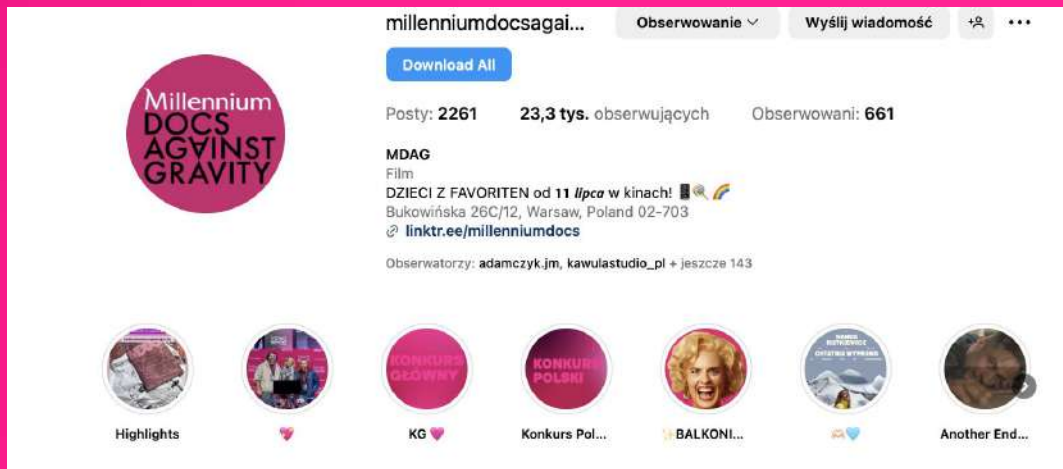 millenniumdocsagai...
Obserwowanie
Wyślij wiadomość
Download All
Millennium
DOCS
AGAINST
GRAVITY
Posty: 2261
23,3 tys. obserwujących
Obserwowani: 661
MDAG
Film
DZIECI Z FAVORITEN od 11 lipca w kinach! 📱🍭🌈
Bukowińska 26C/12, Warsaw, Poland 02-703
linktr.ee/millenniumdocs
Obserwatorzy: adamczyk.jm, kawulastudio_pl + jeszcze 143
KONKURS
GŁÓWNY
KONKURS
POLSKI
OSTATNIA WYPRAWA
Highlights
💖
KG 💗
Konkurs Pol...
✨BALKONI...
🫶🏻🩵
Another End...